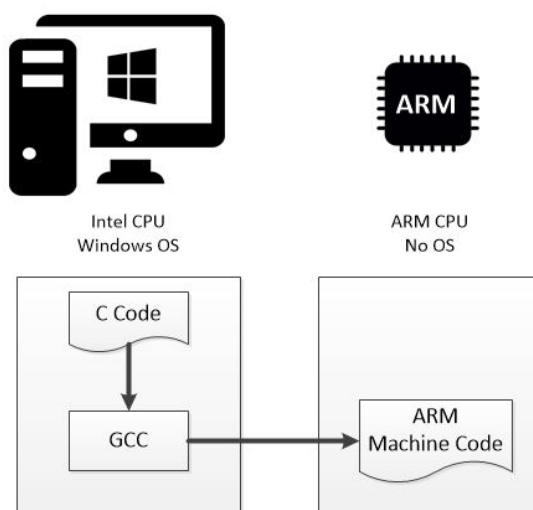 ARM
Intel CPU
Windows OS
ARM CPU
No OS
C Code
GCC
ARM
Machine Code